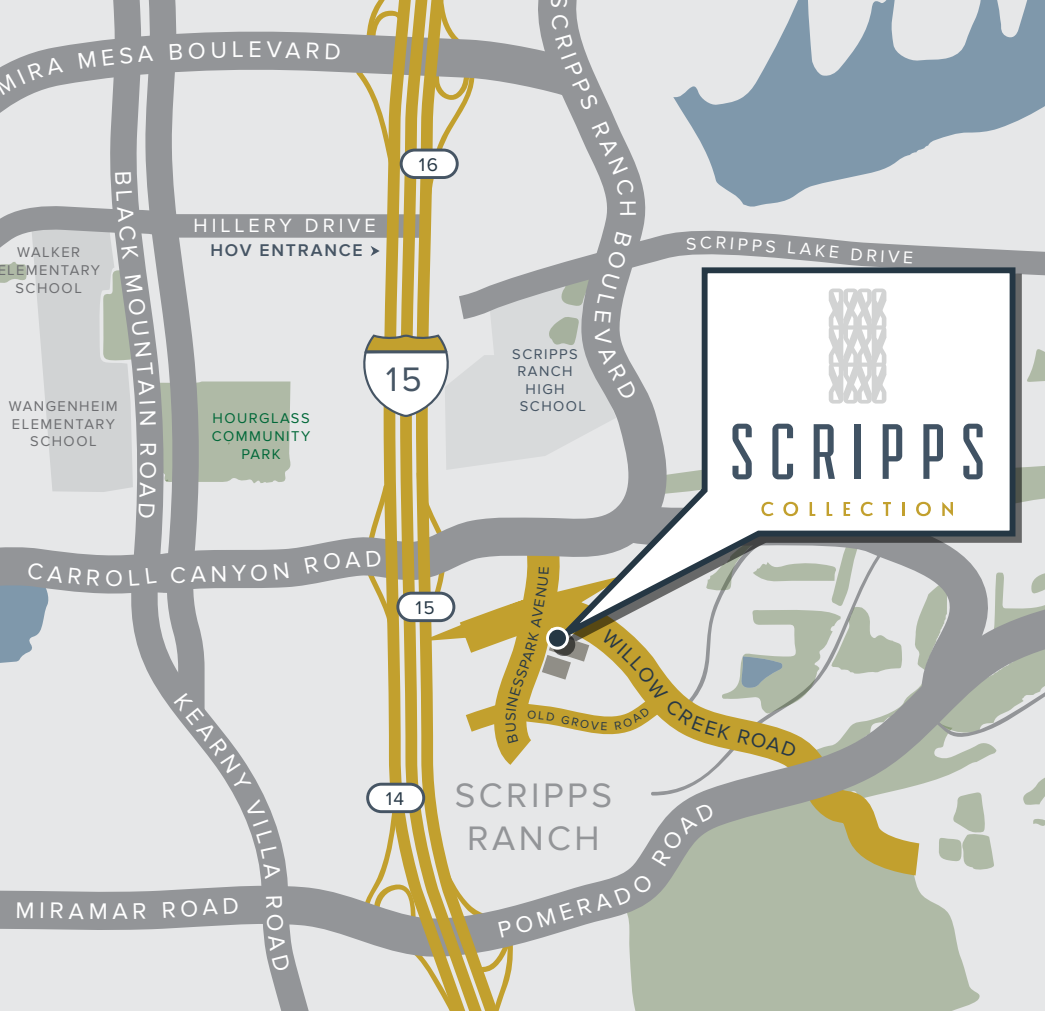 MIRA MESA BOULEVARD
SCRIPPS RANCH BOULEVARD
16
BLACK MOUNTAIN ROAD
HILLERY DRIVE
HOV ENTRANCE ➤
SCRIPPS LAKE DRIVE
WALKER
ELEMENTARY
SCHOOL
15
SCRIPPS
RANCH
HIGH
SCHOOL
WANGENHEIM
ELEMENTARY
SCHOOL
HOURGLASS
COMMUNITY
PARK
SCRIPPS
COLLECTION
CARROLL CANYON ROAD
15
BUSINESSPARK AVENUE
WILLOW CREEK ROAD
OLD GROVE ROAD
KEARNY VILLA ROAD
14
SCRIPPS
RANCH
MIRAMAR ROAD
POMERADO ROAD